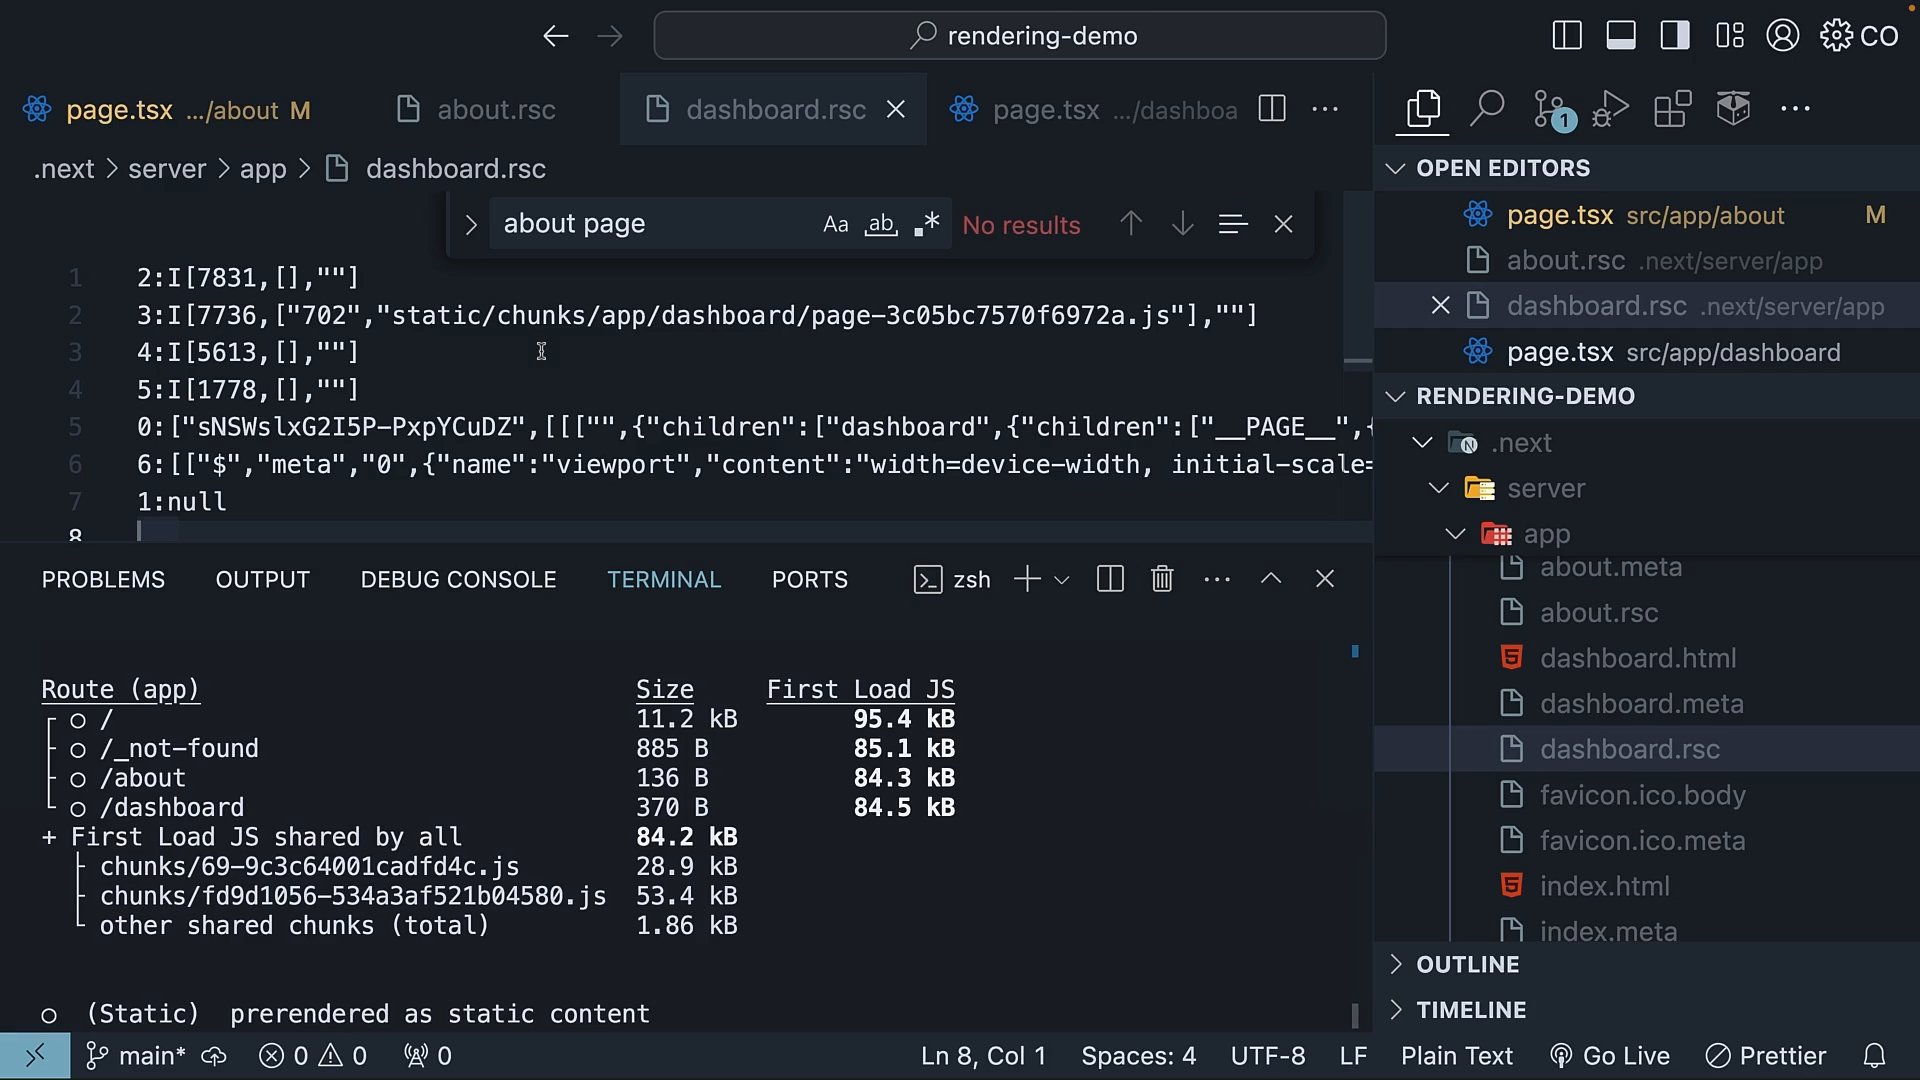 rendering-demo
CO
page.tsx .../about M
about.rsc
dashboard.rsc
page.tsx .../dashboa
.next > server > app > dashboard.rsc
about page
Aa
ab
.*
No results
1 2:I[7831,[],""]
2 3:I[7736,["702","static/chunks/app/dashboard/page-3c05bc7570f6972a.js"],""]
3 4:I[5613,[],""]
4 5:I[1778,[],""]
5 0:["sNSWslxG2I5P-PxpYCuDZ",[[["",{"children":["dashboard",{"children":["__PAGE__",{
6 6:[["$","meta","0",{"name":"viewport","content":"width=device-width, initial-scale=
7 1:null
8
PROBLEMS OUTPUT DEBUG CONSOLE TERMINAL PORTS
zsh
Route (app) Size First Load JS
┌ ○ / 11.2 kB 95.4 kB
├ ○ /_not-found 885 B 85.1 kB
├ ○ /about 136 B 84.3 kB
└ ○ /dashboard 370 B 84.5 kB
+ First Load JS shared by all 84.2 kB
├ chunks/69-9c3c64001cadfd4c.js 28.9 kB
├ chunks/fd9d1056-534a3af521b04580.js 53.4 kB
└ other shared chunks (total) 1.86 kB
○ (Static) prerendered as static content
1
OPEN EDITORS
page.tsx src/app/about M
about.rsc .next/server/app
dashboard.rsc .next/server/app
page.tsx src/app/dashboard
RENDERING-DEMO
.next
server
app
about.meta
about.rsc
dashboard.html
dashboard.meta
dashboard.rsc
favicon.ico.body
favicon.ico.meta
index.html
index.meta
OUTLINE
TIMELINE
main* 0 0 0
Ln 8, Col 1 Spaces: 4 UTF-8 LF Plain Text Go Live Prettier